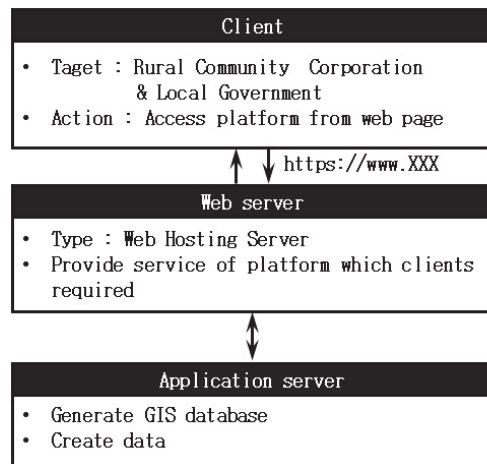 Client
• Taget : Rural Community Corporation
& Local Government
• Action : Access platform from web page
https://www.XXX
Web server
• Type : Web Hosting Server
• Provide service of platform which clients
required
Application server
• Generate GIS database
• Create data